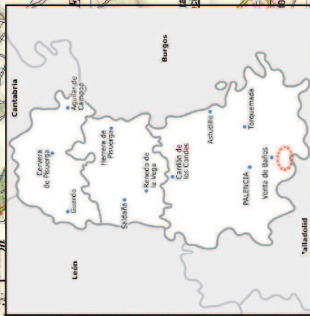 Cantabria
Cervera
de Pisuerga
Aguilar de
Campoo
Guardo
León
Herrera de
Pisuerga
Saldaña
Renedo de
la Vega
Burgos
Carrión de
los Condes
Astudillo
Torquemada
PALENCIA
Venta de Baños
alladolid